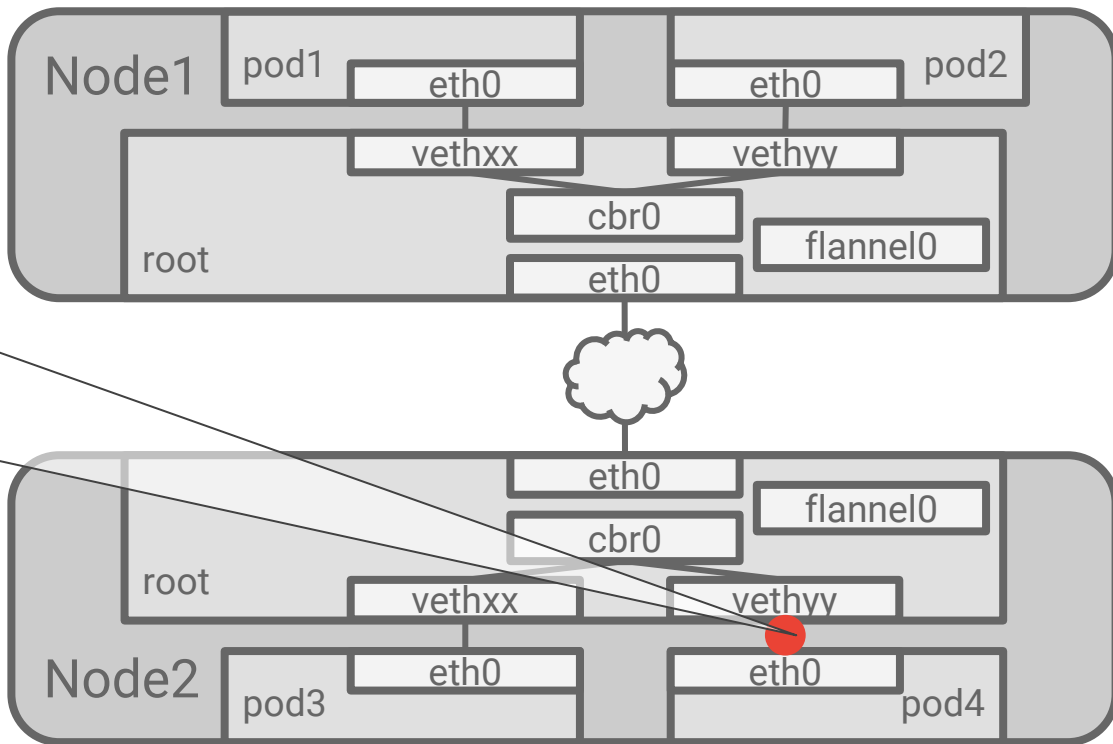 Node1
pod1
eth0
eth0
pod2
vethxx
vethyy
cbr0
flannel0
root
eth0
eth0
flannel0
cbr0
root
vethxx
vethyy
Node2
pod3
eth0
eth0
pod4